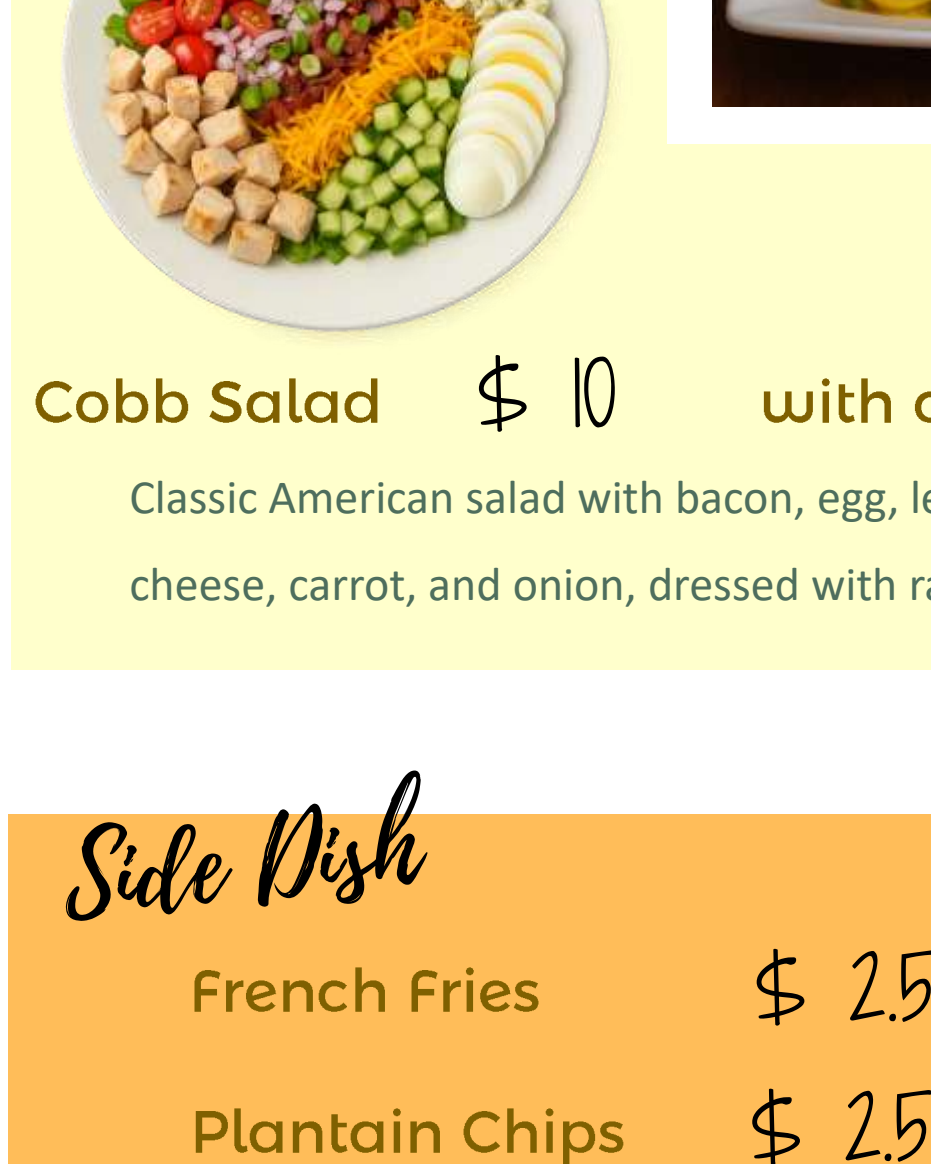 Cobb Salad $ 10 with
Classic American salad with bacon, egg,
cheese, carrot, and onion, dressed with
Side Dish
French Fries $ 2.5
Plantain Chips $ 2.5